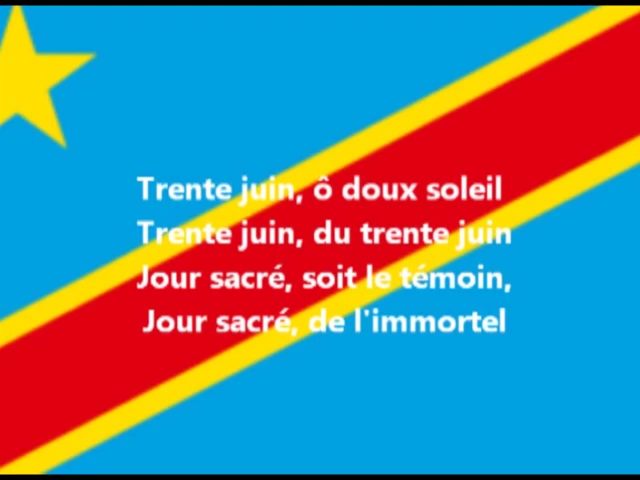 Trente juin, ô doux soleil
Trente juin, du trente juin
Jour sacré, soit le témoin,
Jour sacré, de l'immortel